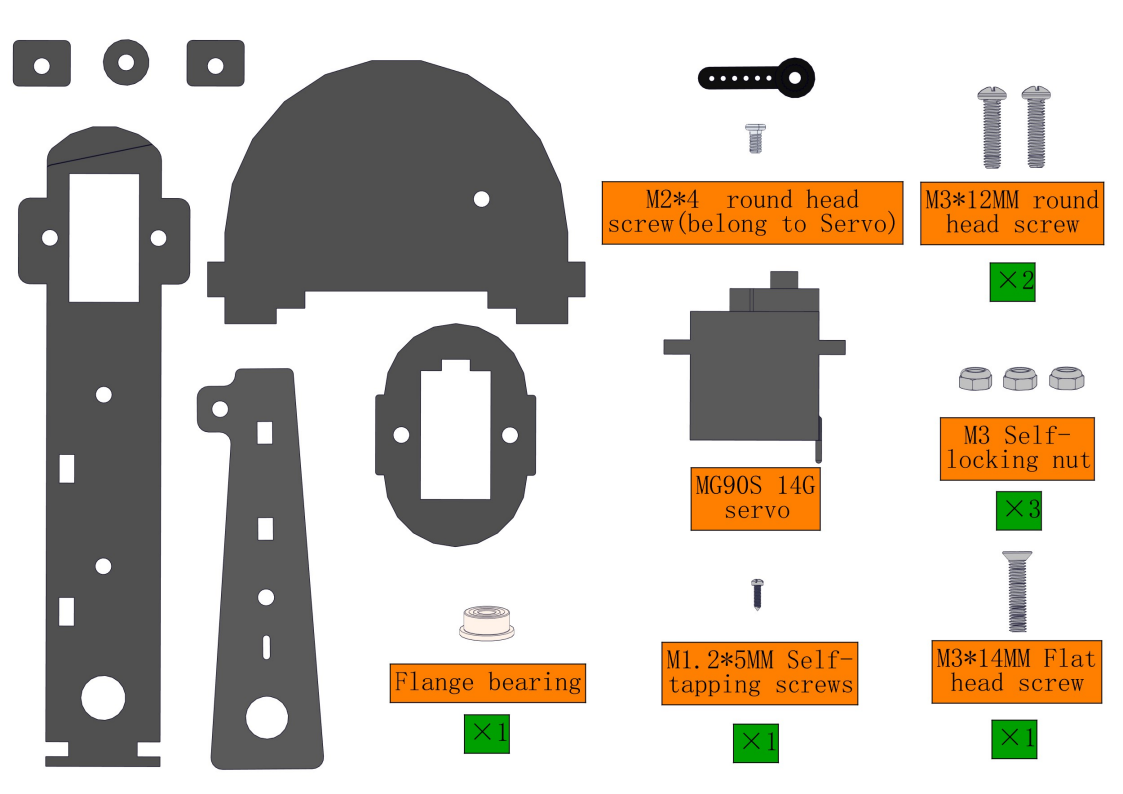 M2*4 round head
screw(belong to Servo)
M3*12MM round
head screw
×2
M3 Self-
locking nut
×3
MG90S 14G
servo
Flange bearing
×1
M1.2*5MM Self-
tapping screws
×1
M3*14MM Flat
head screw
×1